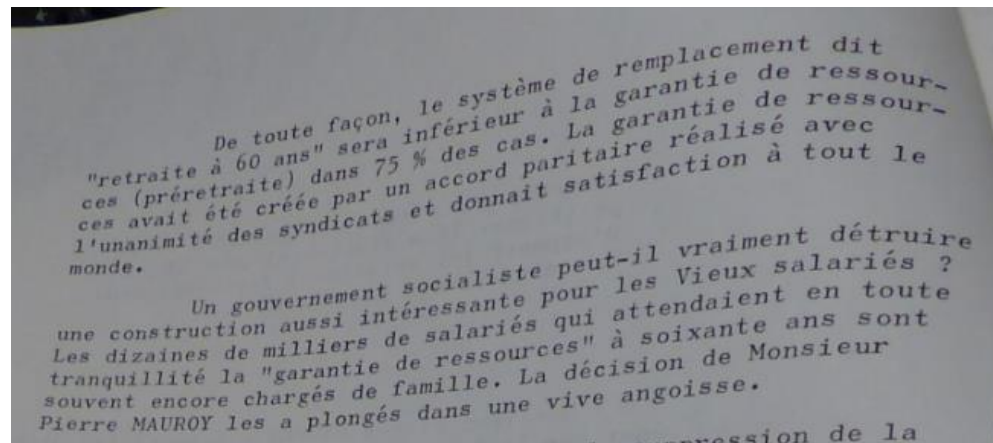 De toute façon, le système de remplacement dit
"retraite à 60 ans" sera inférieur à la garantie de ressour-
ces (préretraite) dans 75 % des cas. La garantie de ressour-
ces avait été créée par un accord paritaire réalisé avec
l'unanimité des syndicats et donnait satisfaction à tout le
monde.
Un gouvernement socialiste peut-il vraiment détruire
une construction aussi intéressante pour les Vieux salariés ?
Les dizaines de milliers de salariés qui attendaient en toute
tranquillité la "garantie de ressources" à soixante ans sont
souvent encore chargés de famille. La décision de Monsieur
Pierre MAUROY les a plongés dans une vive angoisse.
de la